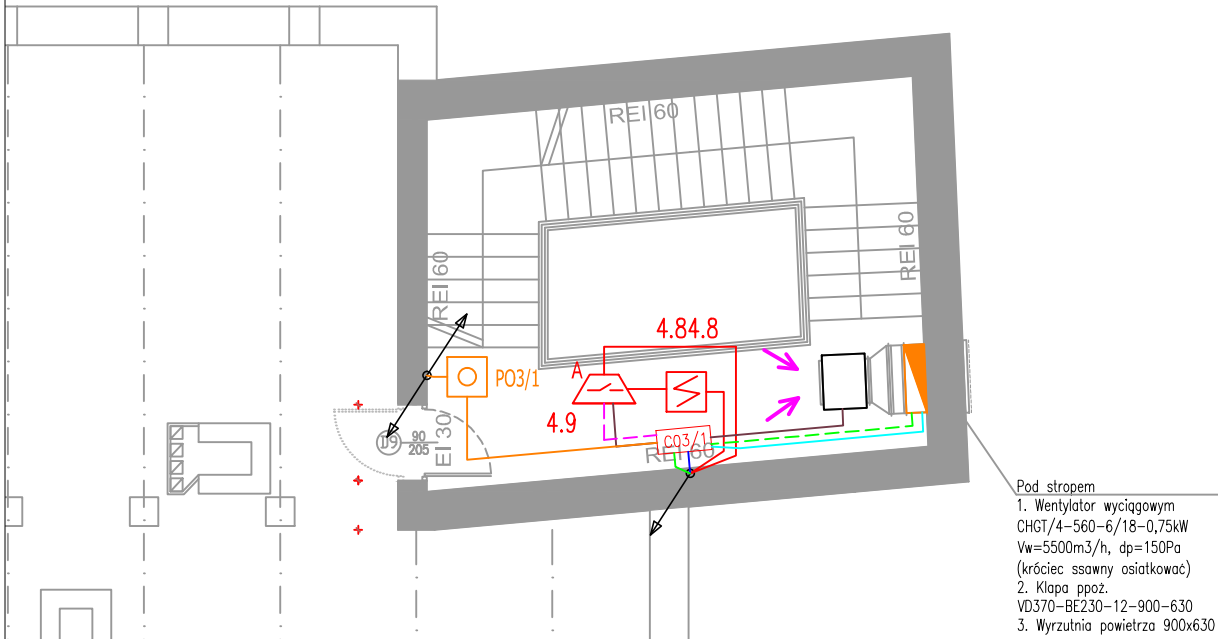 REI 60
REI 60
REI 60
4.84.8
A
PO3/1
4.9
C03/1
REI 60
D9
90
205
EI 30
Pod stropem
1. Wentylator wyciągowym
CHGT/4-560-6/18-0,75kW
Vw=5500m3/h, dp=150Pa
(króciec ssawny osiatkować)
2. Klapa ppoż.
VD370-BE230-12-900-630
3. Wyrzutnia powietrza 900x630